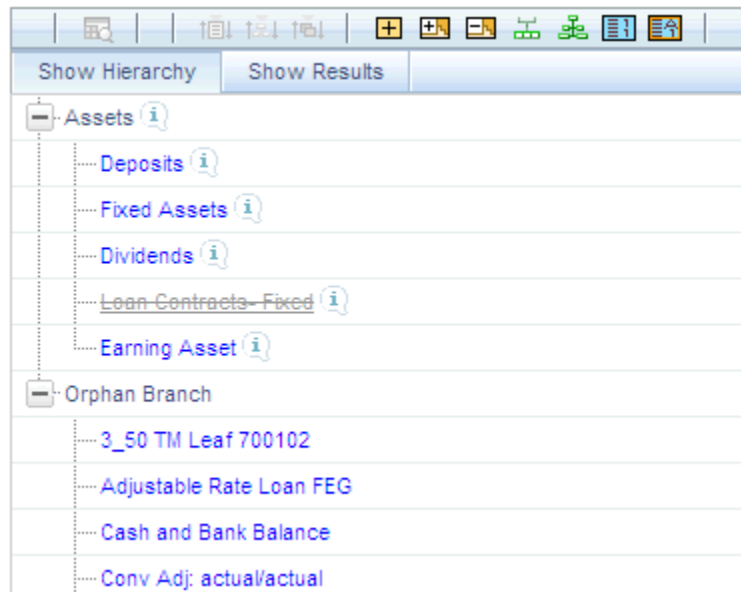 Show Hierarchy Show Results
Assets
Deposits
Fixed Assets
Dividends
Loan Contracts- Fixed
Earning Asset
Orphan Branch
3_50 TM Leaf 700102
Adjustable Rate Loan FEG
Cash and Bank Balance
Conv Adj: actual/actual